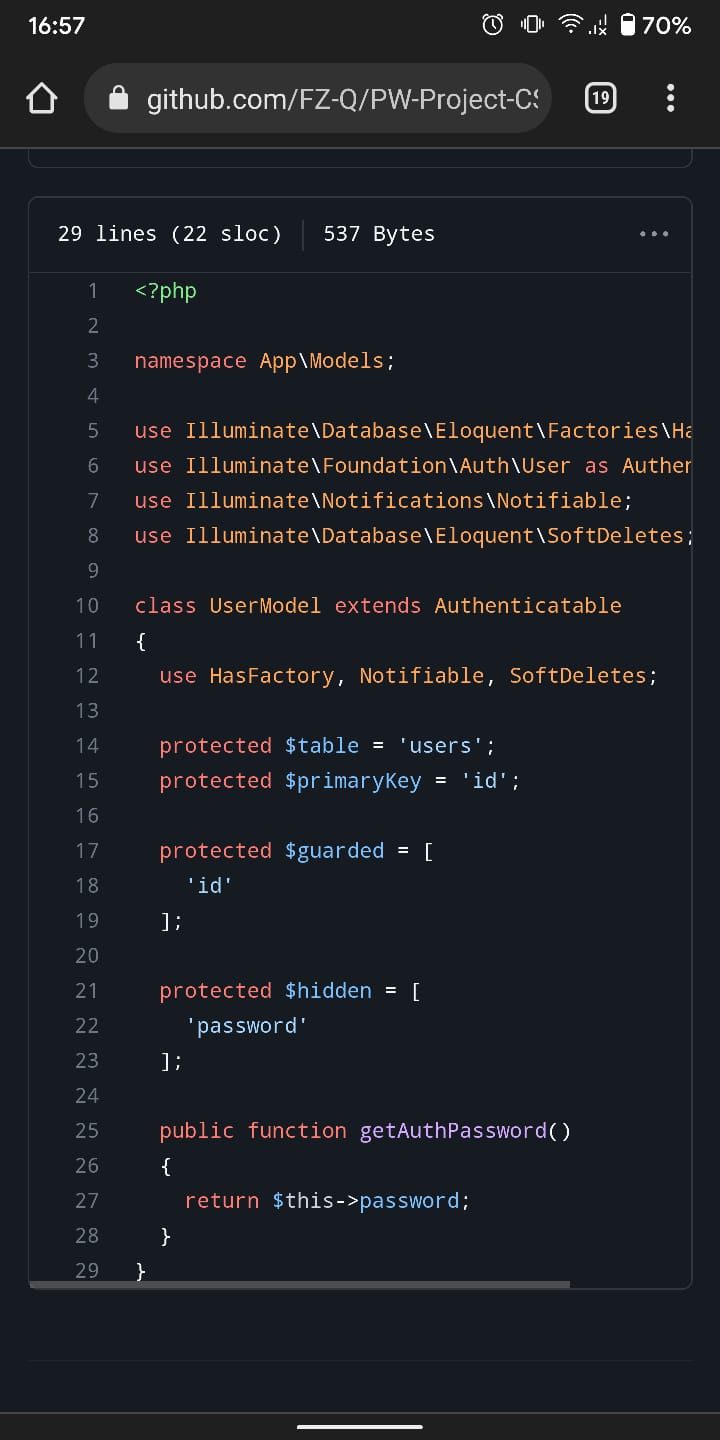 16:57
70%
github.com/FZ-Q/PW-Project-CS
19
29 lines (22 sloc)
537 Bytes
1 <?php
2
3 namespace App\Models;
4
5 use Illuminate\Database\Eloquent\Factories\Ha
6 use Illuminate\Foundation\Auth\User as Authen
7 use Illuminate\Notifications\Notifiable;
8 use Illuminate\Database\Eloquent\SoftDeletes;
9
10 class UserModel extends Authenticatable
11 {
12 use HasFactory, Notifiable, SoftDeletes;
13
14 protected $table = 'users';
15 protected $primaryKey = 'id';
16
17 protected $guarded = [
18 'id'
19 ];
20
21 protected $hidden = [
22 'password'
23 ];
24
25 public function getAuthPassword()
26 {
27 return $this->password;
28 }
29 }